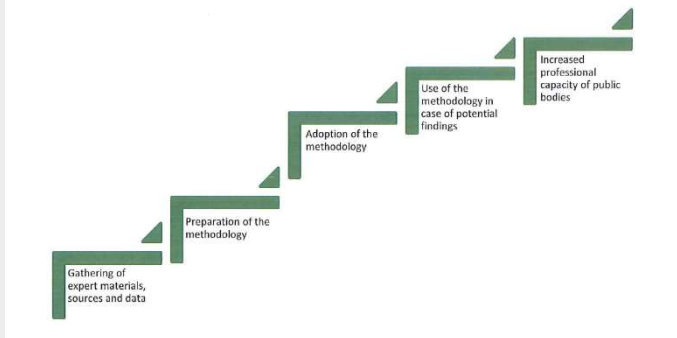 Gathering of
expert materials,
sources and data
Preparation of the
methodology
Adoption of the
methodology
Use of the
methodology in
case of potential
findings
Increased
professional
capacity of public
bodies